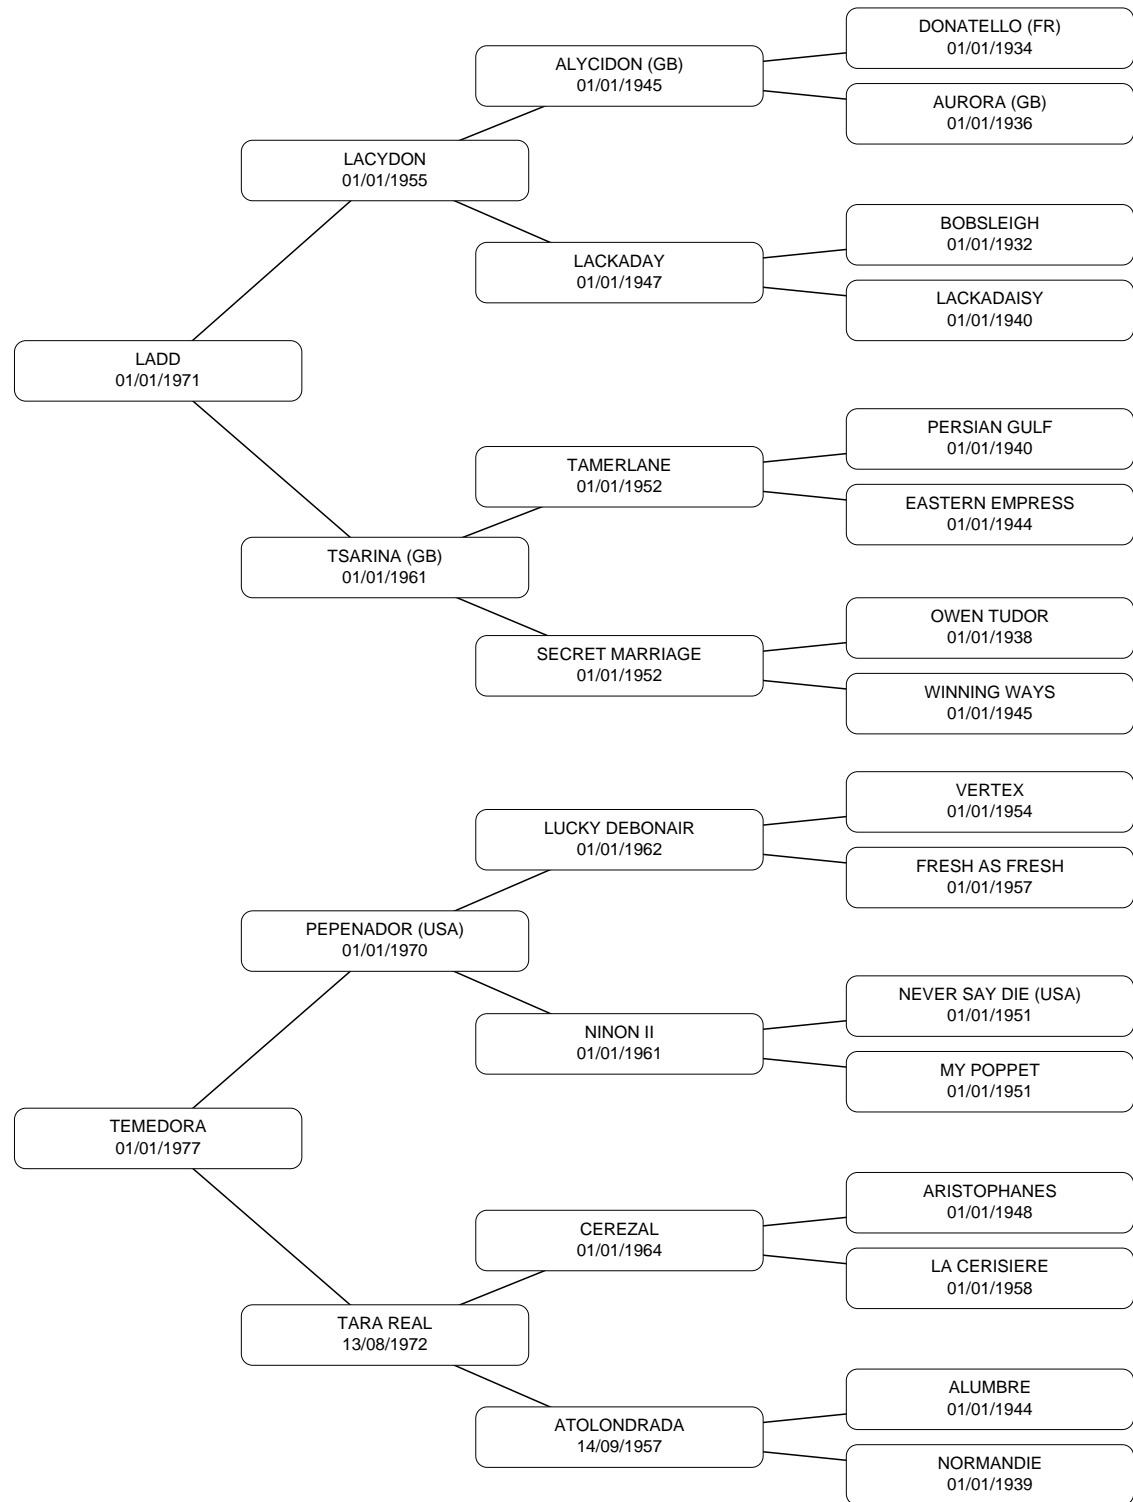 DONATELLO (FR)
01/01/1934
ALYCIDON (GB)
01/01/1945
AURORA (GB)
01/01/1936
LACYDON
01/01/1955
BOBSLEIGH
01/01/1932
LACKADAY
01/01/1947
LACKADAISY
01/01/1940
LADD
01/01/1971
PERSIAN GULF
01/01/1940
TAMERLANE
01/01/1952
EASTERN EMPRESS
01/01/1944
TSARINA (GB)
01/01/1961
OWEN TUDOR
01/01/1938
SECRET MARRIAGE
01/01/1952
WINNING WAYS
01/01/1945
VERTEX
01/01/1954
LUCKY DEBONAIR
01/01/1962
FRESH AS FRESH
01/01/1957
PEPENADOR (USA)
01/01/1970
NEVER SAY DIE (USA)
01/01/1951
NINON II
01/01/1961
MY POPPET
01/01/1951
TEMEDORA
01/01/1977
ARISTOPHANES
01/01/1948
CEREZAL
01/01/1964
LA CERISIERE
01/01/1958
TARA REAL
13/08/1972
ALUMBRE
01/01/1944
ATOLONDRADA
14/09/1957
NORMANDIE
01/01/1939